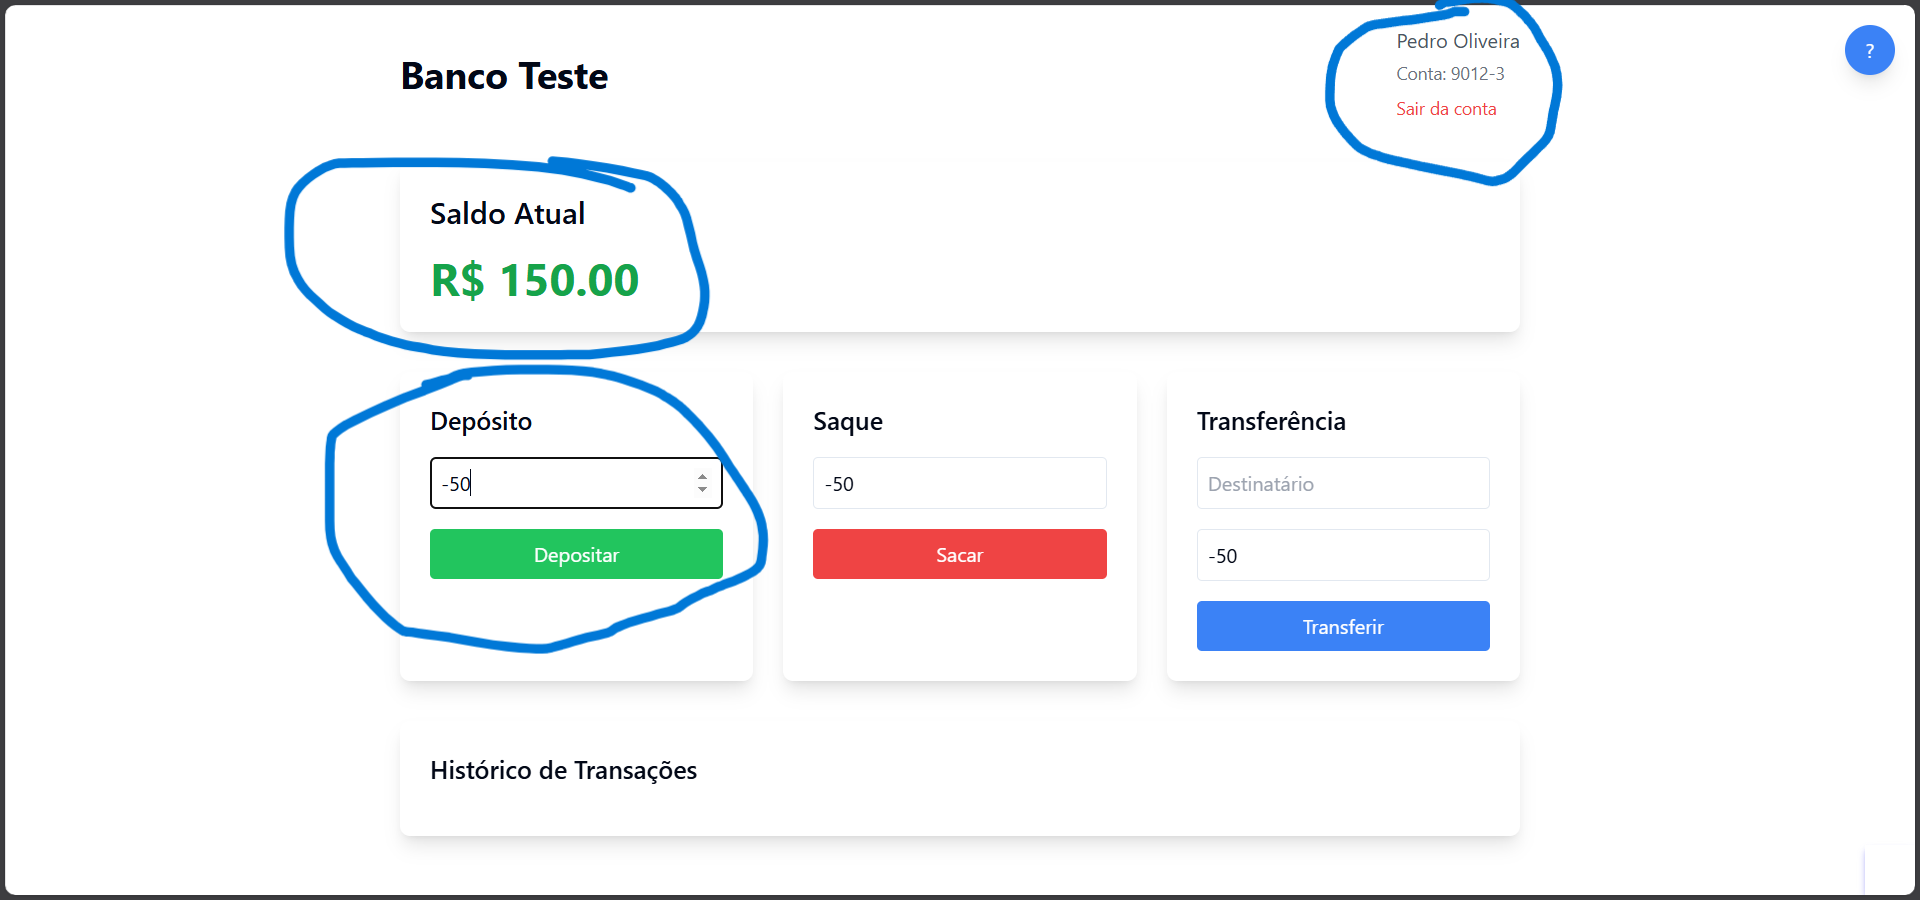 Banco Teste
Pedro Oliveira
Conta: 9012-3
Sair da conta
?
Saldo Atual
R$ 150.00
Depósito
-50
Depositar
Saque
-50
Sacar
Transferência
Destinatário
-50
Transferir
Histórico de Transações